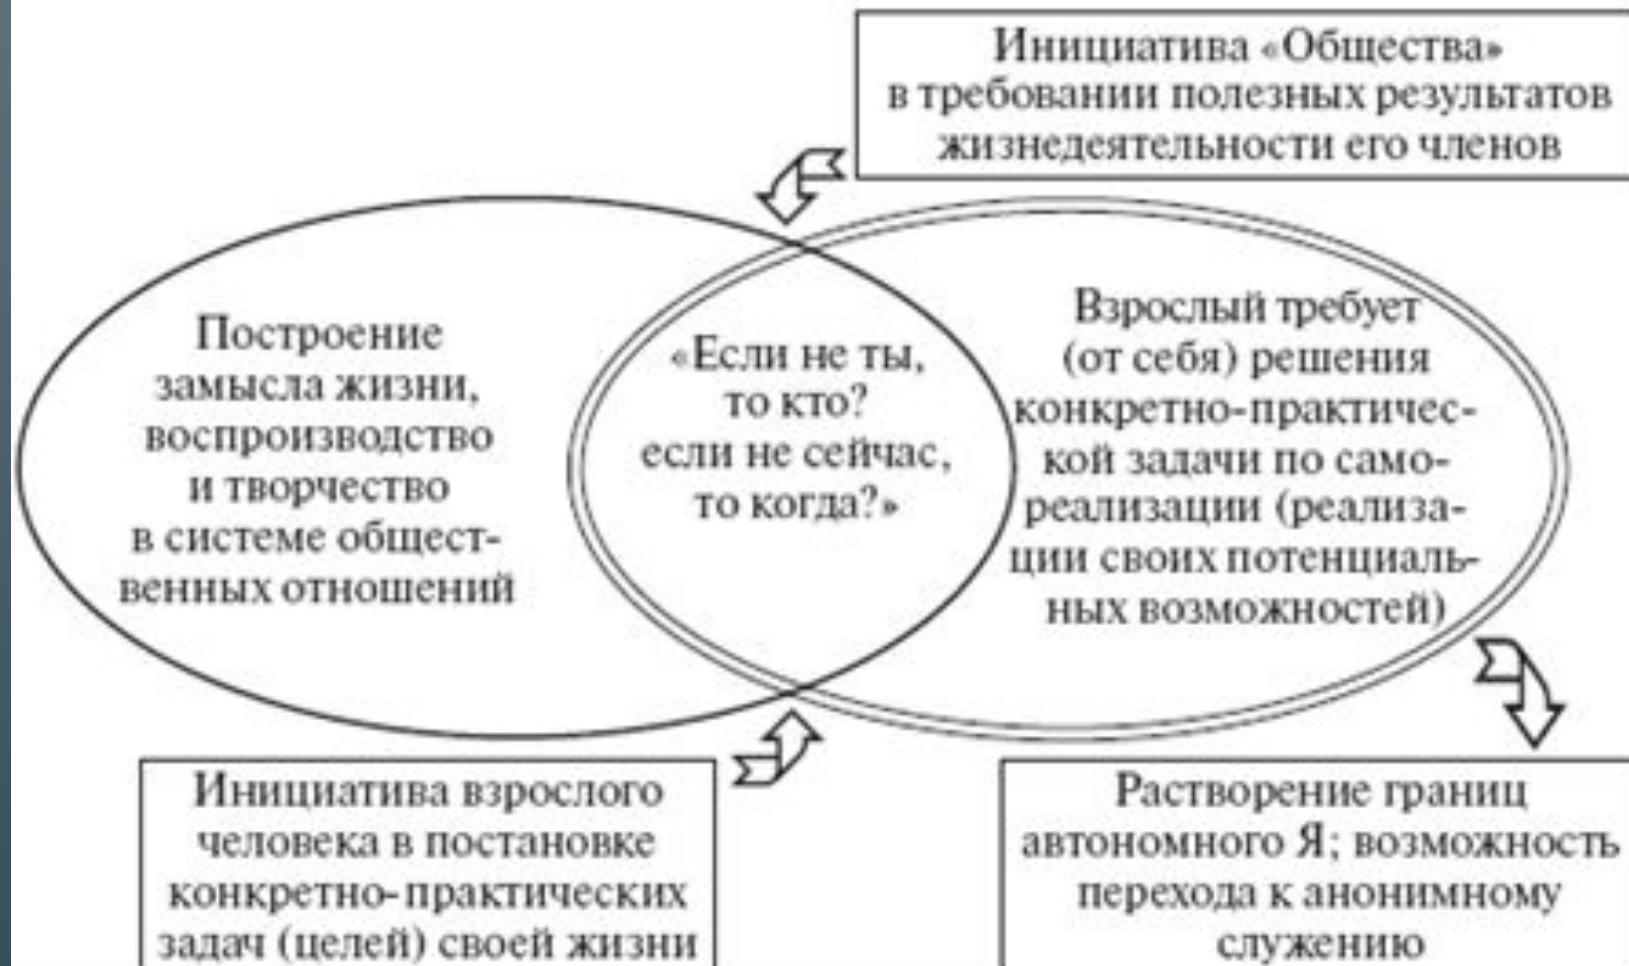 Инициатива «Общества»
в требовании полезных результатов
жизнедеятельности его членов
Построение
замысла жизни,
воспроизводство
и творчество
в системе общест-
венных отношений
«Если не ты,
то кто?
если не сейчас,
то когда?»
Взрослый требует
(от себя) решения
конкретно-практичес-
кой задачи по само-
реализации (реализа-
ции своих потенциаль-
ных возможностей)
Инициатива взрослого
человека в постановке
конкретно-практических
задач (целей) своей жизни
Растворение границ
автономного Я; возможность
перехода к анонимному
служению